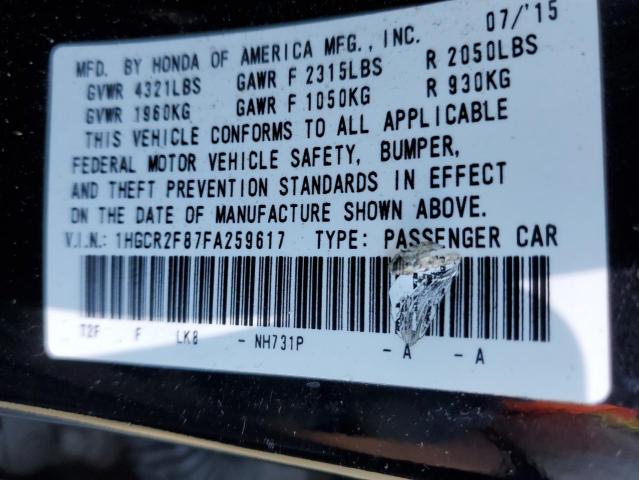 07/'15
MFD. BY HONDA OF AMERICA MFG., INC.
GVWR 4321LBS GAWR F 2315LBS R 2050LBS
GVWR 1960KG GAWR F 1050KG R 930KG
THIS VEHICLE CONFORMS TO ALL APPLICABLE
FEDERAL MOTOR VEHICLE SAFETY, BUMPER,
AND THEFT PREVENTION STANDARDS IN EFFECT
ON THE DATE OF MANUFACTURE SHOWN ABOVE.
V.I.N.: 1HGCR2F87FA259617 TYPE: PASSENGER CAR
T2F F LK8 - NH731P - A - A